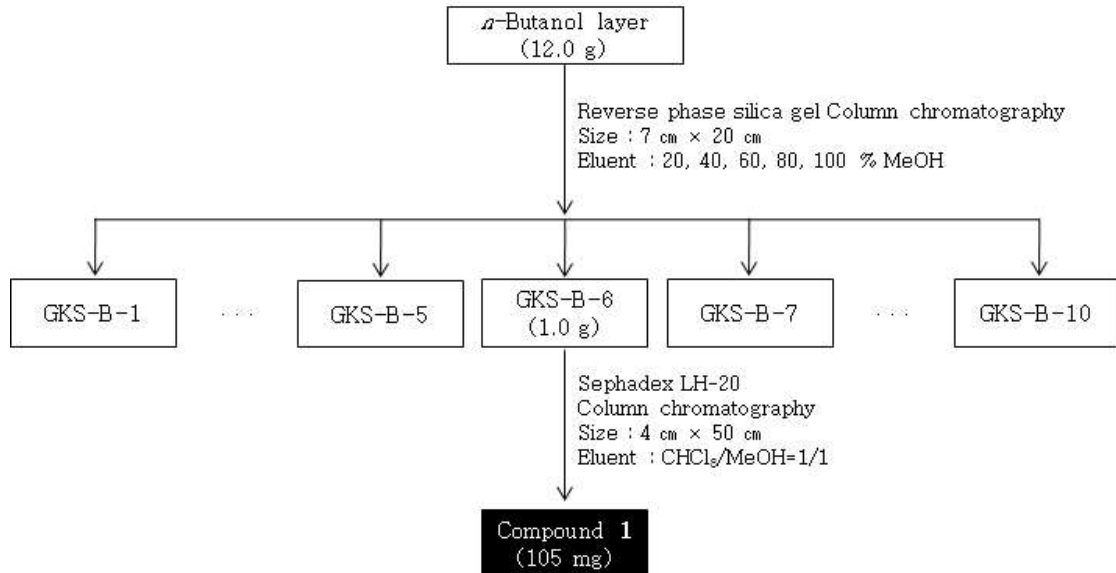 n-Butanol layer
(12.0 g)
Reverse phase silica gel Column chromatography
Size : 7 ㎝ × 20 ㎝
Eluent : 20, 40, 60, 80, 100 % MeOH
GKS-B-1
· · ·
GKS-B-5
GKS-B-6
(1.0 g)
GKS-B-7
· · ·
GKS-B-10
Sephadex LH-20
Column chromatography
Size : 4 ㎝ × 50 ㎝
Eluent : CHCl₃/MeOH=1/1
Compound 1
(105 mg)